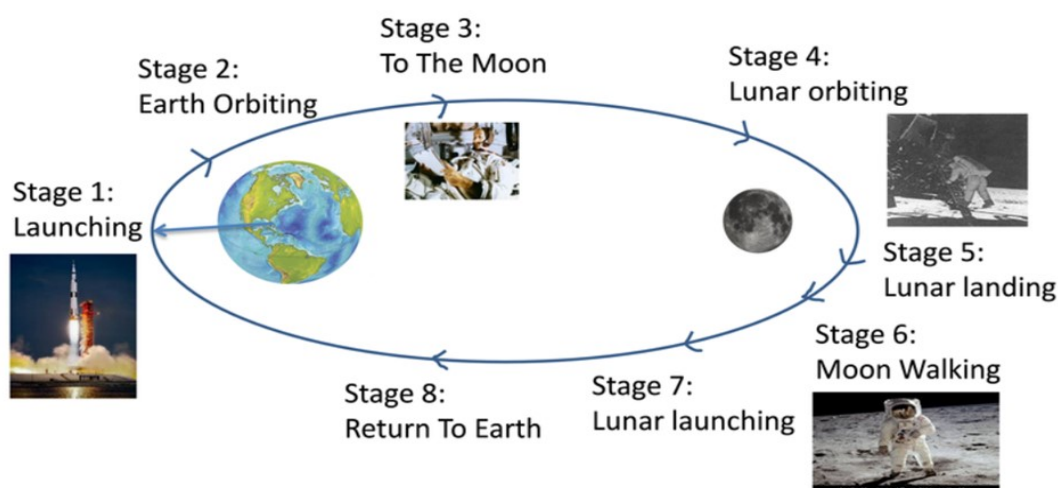 Stage 1:
Launching
Stage 2:
Earth Orbiting
Stage 3:
To The Moon
Stage 4:
Lunar orbiting
Stage 5:
Lunar landing
Stage 6:
Moon Walking
Stage 7:
Lunar launching
Stage 8:
Return To Earth